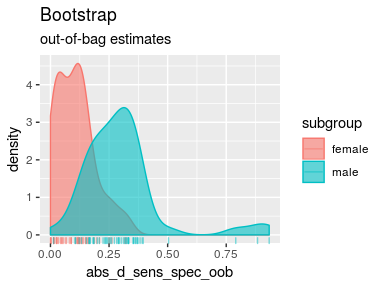 Bootstrap
out-of-bag estimates
4
3
2
1
0
density
0.00
0.25
0.50
0.75
abs_d_sens_spec_oob
subgroup
female
male